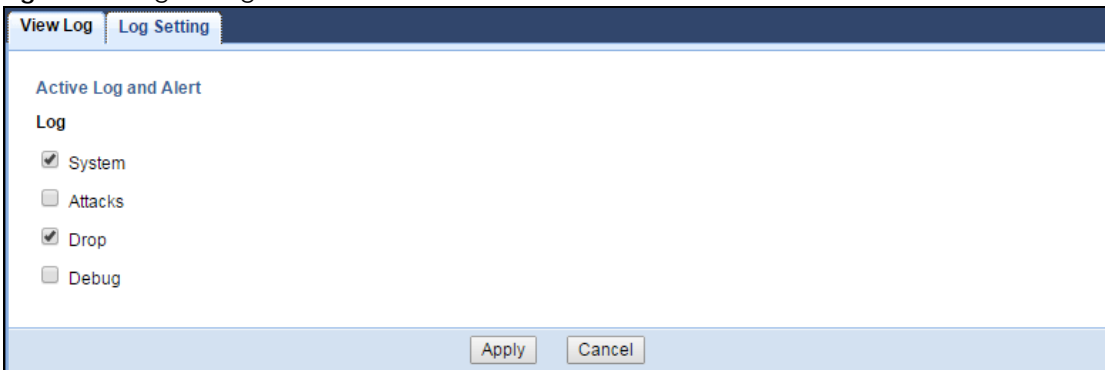 View Log Log Setting
Active Log and Alert
Log
System
Attacks
Drop
Debug
Apply Cancel